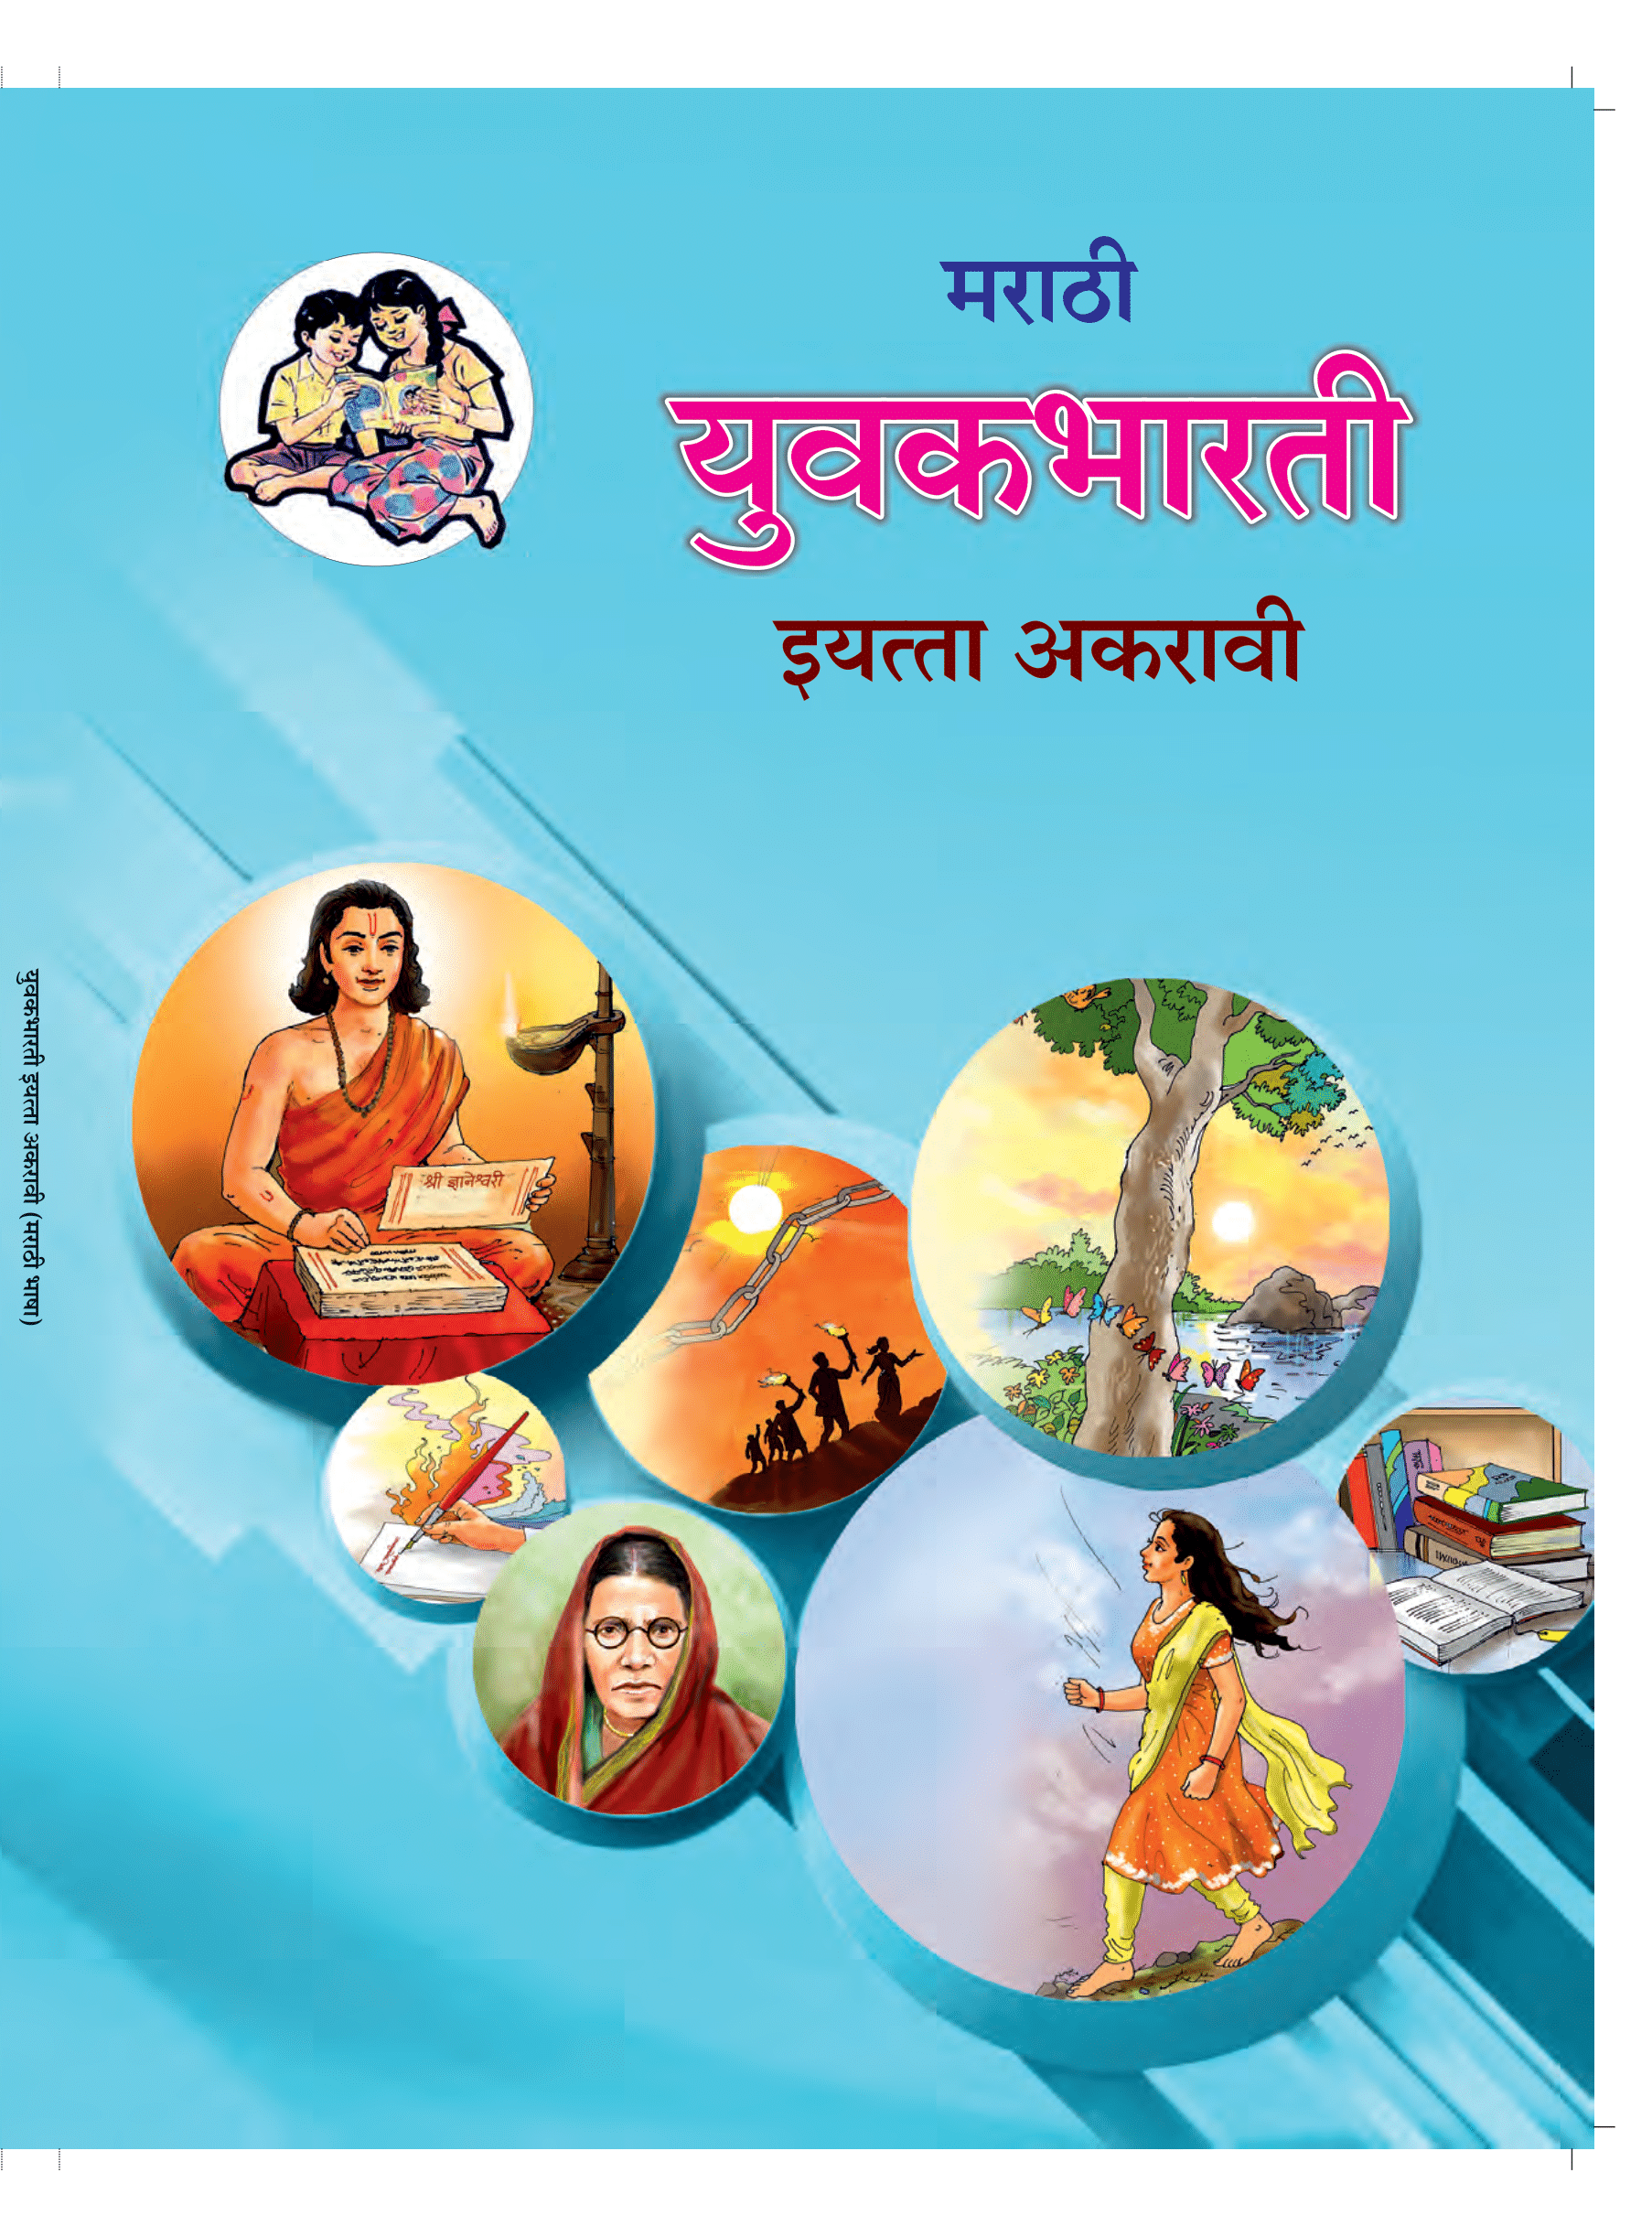 मराठी
युवकभारती
इयत्ता अकरावी
युवकभारती इयत्ता अकरावी (मराठी भाषा)
श्री ज्ञानेश्वरी